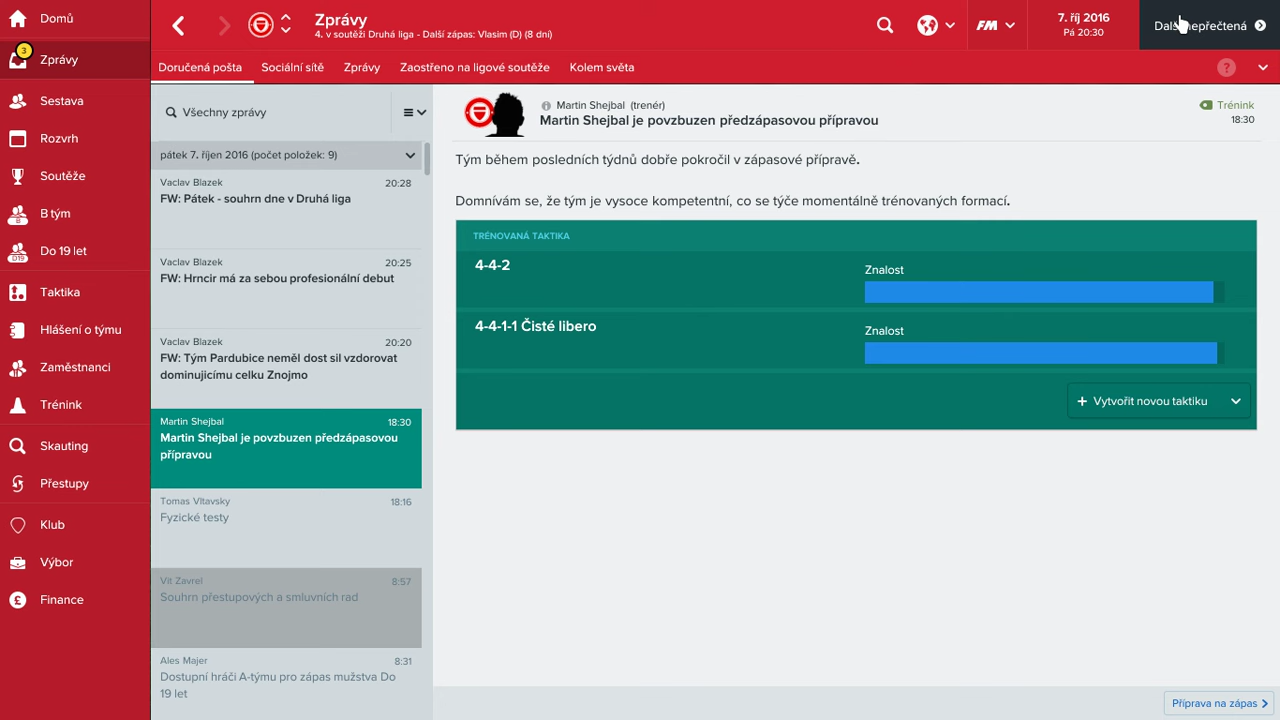 Domů
3
Zprávy
Sestava
Rozvrh
Soutěže
B tým
Do 19 let
Taktika
Hlášení o týmu
Zaměstnanci
Trénink
Skauting
Přestupy
Klub
Výbor
Finance
Zprávy
4. v soutěži Druhá liga - Další zápas: Vlasim (D) (8 dní)
FM
7. říj 2016
Pá 20:30
Doručená pošta
Sociální sítě
Zprávy
Zaostřeno na ligové soutěže
Kolem světa
Všechny zprávy
pátek 7. říjen 2016 (počet položek: 9)
Vaclav Blazek 20:28
FW: Pátek - souhrn dne v Druhá liga
Vaclav Blazek 20:25
FW: Hrncir má za sebou profesionální debut
Vaclav Blazek 20:20
FW: Tým Pardubice neměl dost sil vzdorovat
dominujicímu celku Znojmo
Martin Shejbal 18:30
Martin Shejbal je povzbuzen předzápasovou
přípravou
Tomas Vltavsky 18:16
Fyzické testy
Vit Zavrel 8:57
Souhrn přestupových a smluvních rad
Ales Majer 8:31
Dostupní hráči A-týmu pro zápas mužstva Do
19 let
Martin Shejbal (trenér)
Martin Shejbal je povzbuzen předzápasovou přípravou
Trénink
18:30
Tým během posledních týdnů dobře pokročil v zápasové přípravě.
Domnívám se, že tým je vysoce kompetentní, co se týče momentálně trénovaných formací.
TRÉNOVANÁ TAKTIKA
4-4-2
Znalost
4-4-1-1 Čisté libero
Znalost
+ Vytvořit novou taktiku
Příprava na zápas